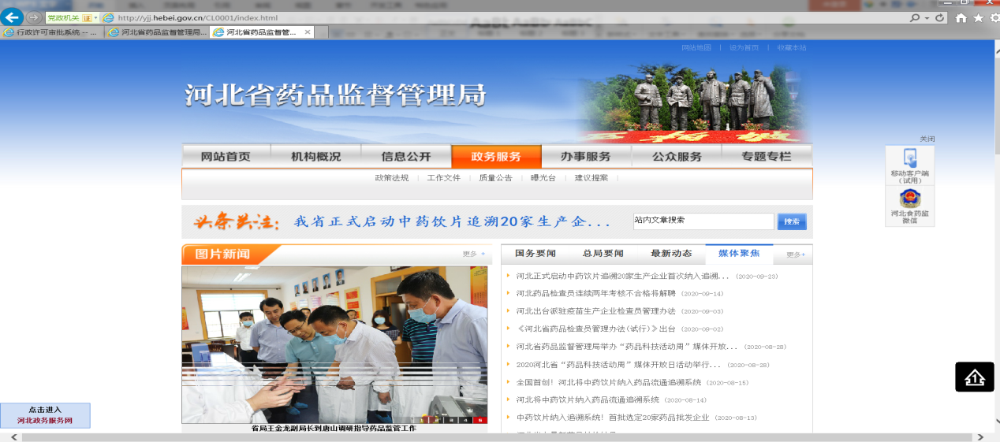 党政机关 证
http://yjj.hebei.gov.cn/CL0001/index.html
行政许可审批系统 -- ...
河北省药品监督管理局...
河北省药品监督管...
网站地图 | 设为首页 | 收藏本站
河北省药品监督管理局
网站首页 机构概况 信息公开 政务服务 办事服务 公众服务 专题专栏
政策法规 | 工作文件 | 质量公告 | 曝光台 | 建议提案 |
关闭
移动客户端
（试用）
河北食药监
微信
头条关注: 我省正式启动中药饮片追溯20家生产企...
站内文章搜索 搜索
图片新闻 更多 +
国务要闻 总局要闻 最新动态 媒体聚焦 更多+
河北正式启动中药饮片追溯20家生产企业首次纳入追溯... (2020-09-23)
河北药品检查员连续两年考核不合格将解聘 (2020-09-14)
河北出台派驻疫苗生产企业检查员管理办法 (2020-09-03)
《河北省药品检查员管理办法(试行)》出台 (2020-09-02)
河北省药品监督管理局举办“药品科技活动周”媒体开放... (2020-08-28)
2020河北省“药品科技活动周”媒体开放日活动举行... (2020-08-28)
全国首创！河北将中药饮片纳入药品流通追溯系统 (2020-08-15)
河北将中药饮片纳入药品流通追溯系统 (2020-08-14)
中药饮片纳入追溯系统！首批选定20家药品批发企业 (2020-08-13)
1 2 3 4 5
省局王金龙副局长到唐山调研指导药品监管工作
点击进入
河北政务服务网